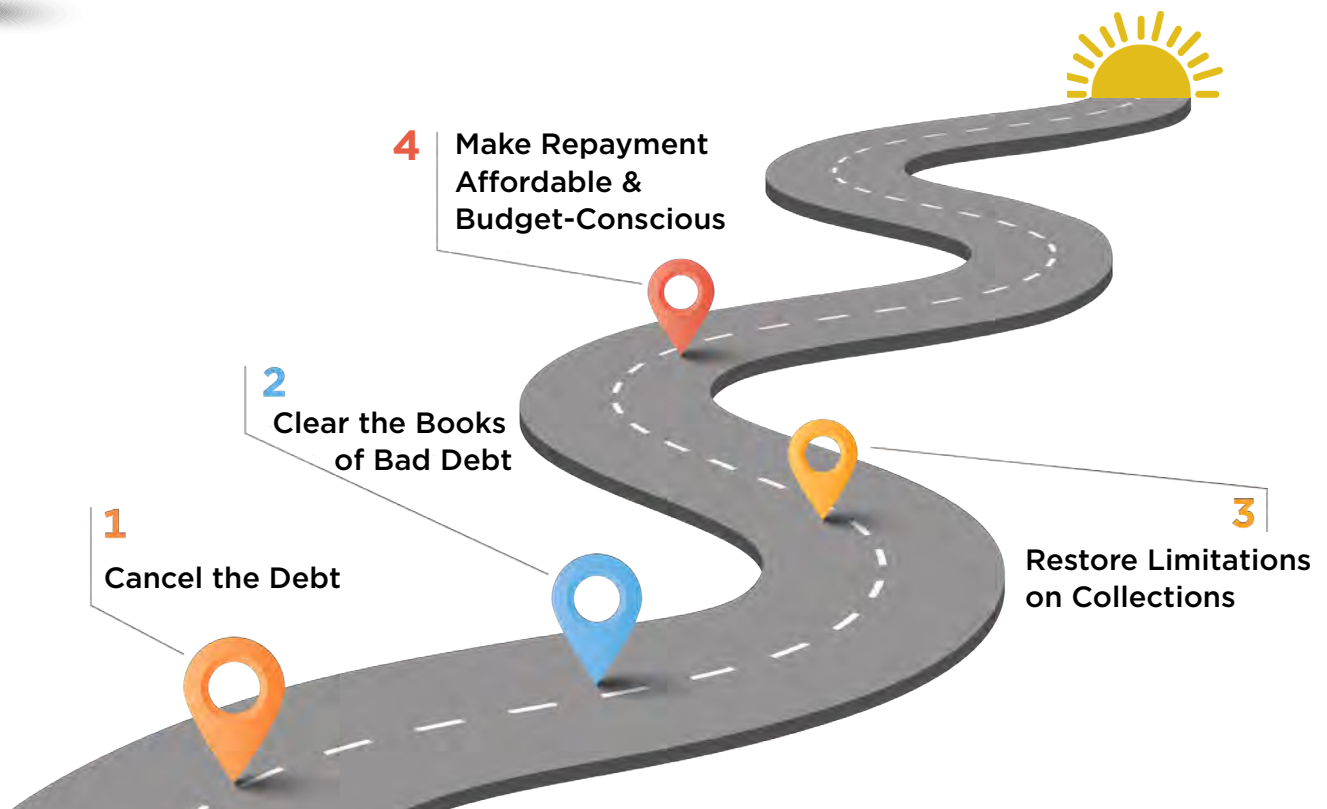 1
Cancel the Debt
2
Clear the Books
of Bad Debt
3
Restore Limitations
on Collections
4
Make Repayment
Affordable &
Budget-Conscious